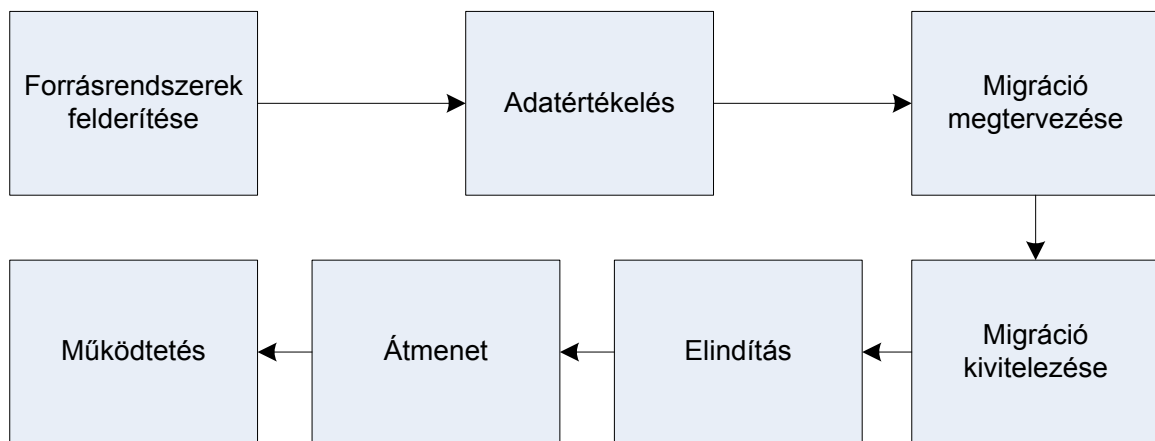 Forrásrendszerek
felderítése
Adatértékelés
Migráció
megtervezése
Migráció
kivitelezése
Elindítás
Átmenet
Működtetés